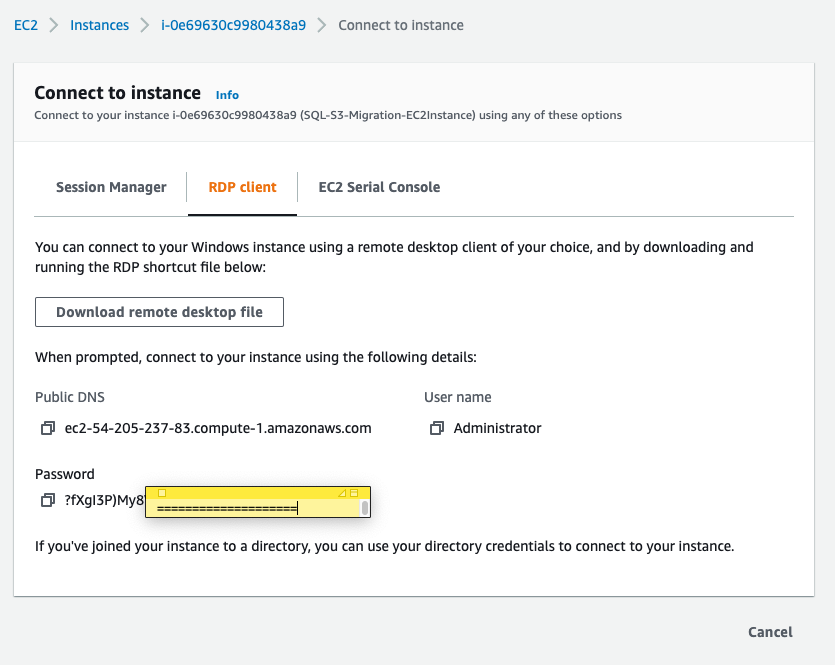 EC2 > Instances > i-0e69630c9980438a9 > Connect to instance
Connect to instance Info
Connect to your instance i-0e69630c9980438a9 (SQL-S3-Migration-EC2Instance) using any of these options
Session Manager RDP client EC2 Serial Console
You can connect to your Windows instance using a remote desktop client of your choice, and by downloading and
running the RDP shortcut file below:
Download remote desktop file
When prompted, connect to your instance using the following details:
Public DNS User name
ec2-54-205-237-83.compute-1.amazonaws.com Administrator
Password
?fXgI3P)My8
====================
If you've joined your instance to a directory, you can use your directory credentials to connect to your instance.
Cancel